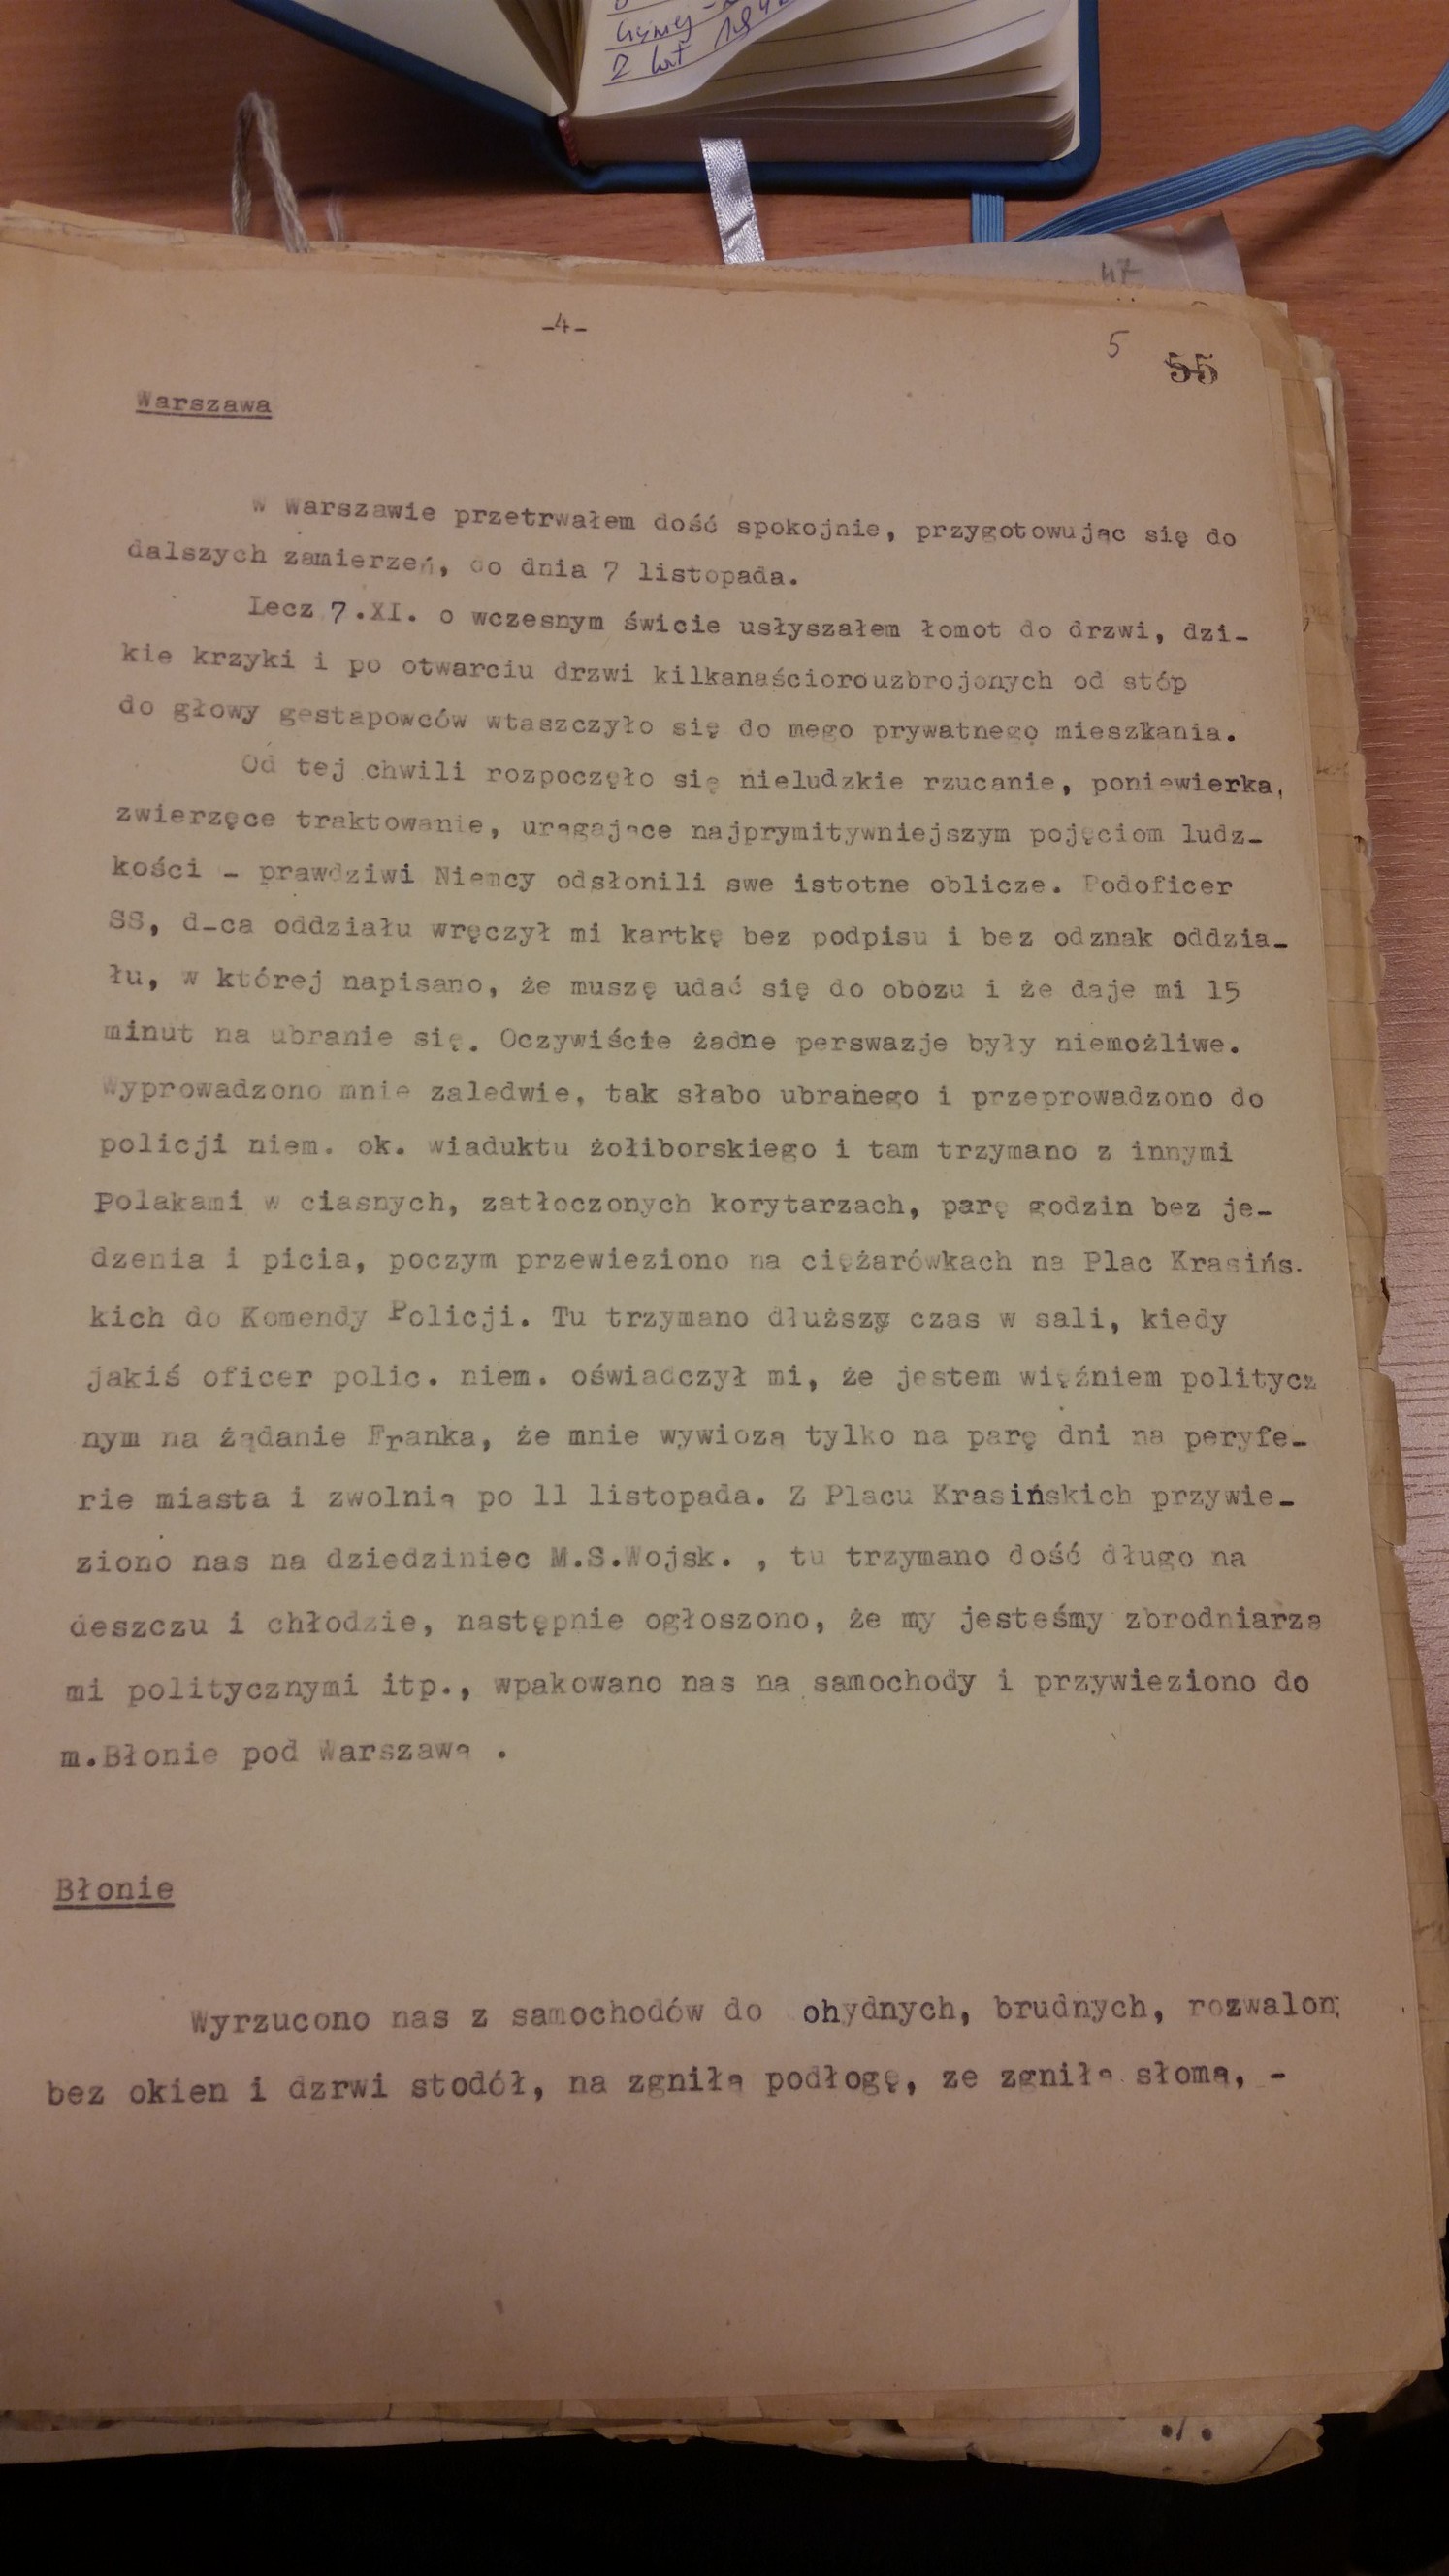 2 lat
47
-4-
5
55
Warszawa
W Warszawie przetrwałem dość spokojnie, przygotowując się do
dalszych zamierzeń, do dnia 7 listopada.
Lecz 7.XI. o wczesnym świcie usłyszałem łomot do drzwi, dzi-
kie krzyki i po otwarciu drzwi kilkanaściorouzbrojonych od stóp
do głowy gestapowców wtaszczyło się do mego prywatnego mieszkania.
Od tej chwili rozpoczęło się nieludzkie rzucanie, poniewierka,
zwierzęce traktowanie, urągające najprymitywniejszym pojęciom ludz-
kości - prawdziwi Niemcy odsłonili swe istotne oblicze. Podoficer
SS, d-ca oddziału wręczył mi kartkę bez podpisu i bez odznak oddzia-
łu, w której napisano, że muszę udać się do obozu i że daje mi 15
minut na ubranie się. Oczywiście żadne perswazje były niemożliwe.
Wyprowadzono mnie zaledwie, tak słabo ubranego i przeprowadzono do
policji niem. ok. wiaduktu żoliborskiego i tam trzymano z innymi
Polakami w ciasnych, zatłoczonych korytarzach, parę godzin bez je-
dzenia i picia, poczym przewieziono na ciężarówkach na Plac Krasińs-
kich do Komendy Policji. Tu trzymano dłuższy czas w sali, kiedy
jakiś oficer polic. niem. oświadczył mi, że jestem więźniem politycz
nym na żądanie Franka, że mnie wywiozą tylko na parę dni na peryfe-
rie miasta i zwolnią po 11 listopada. Z Placu Krasińskich przywie-
ziono nas na dziedziniec M.S.Wojsk. , tu trzymano dość długo na
deszczu i chłodzie, następnie ogłoszono, że my jesteśmy zbrodniarza
mi politycznymi itp., wpakowano nas na samochody i przywieziono do
m.Błonie pod Warszawą .
Błonie
Wyrzucono nas z samochodów do ohydnych, brudnych, rozwalon
bez okien i dzrwi stodół, na zgniłą podłogę, ze zgniłą słomą, -